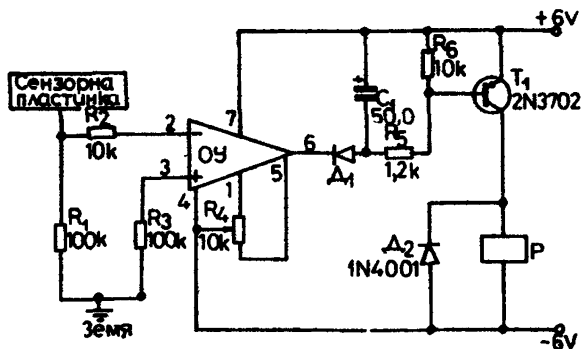 +6V
Сензорна
пластинка
R2
10k
2
3
7
ОУ
6
4
1
5
R1
100k
R3
100k
R4
10k
Земя
Д1
C1
50,0
R5
1,2k
R6
10k
T1
2N3702
Д2
1N4001
P
-6V